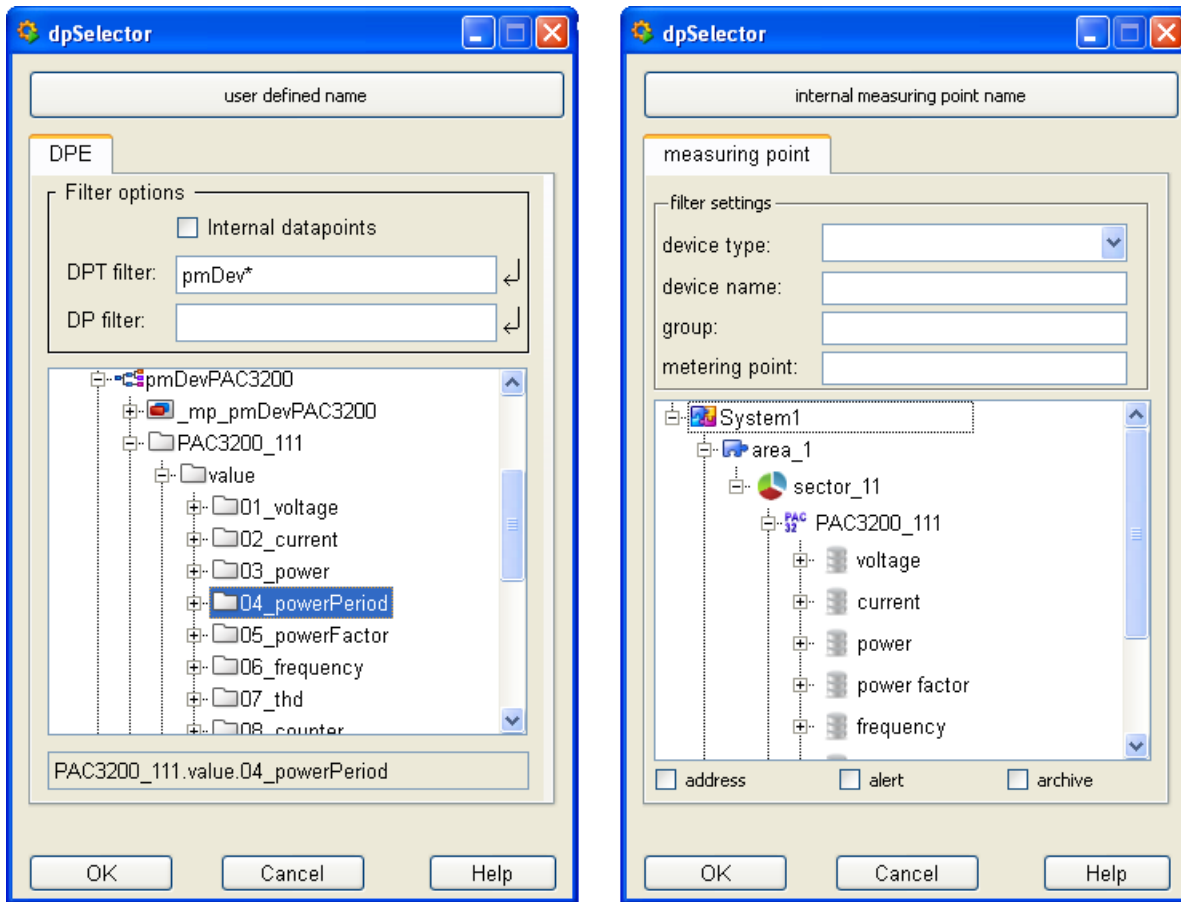 dpSelector
user defined name
DPE
Filter options
Internal datapoints
DPT filter: pmDev*
DP filter:
pmDevPAC3200
_mp_pmDevPAC3200
PAC3200_111
value
01_voltage
02_current
03_power
04_powerPeriod
05_powerFactor
06_frequency
07_thd
08_counter
PAC3200_111.value.04_powerPeriod
OK Cancel Help
dpSelector
internal measuring point name
measuring point
filter settings
device type:
device name:
group:
metering point:
System1
area_1
sector_11
PAC 32 PAC3200_111
voltage
current
power
power factor
frequency
address alert archive
OK Cancel Help